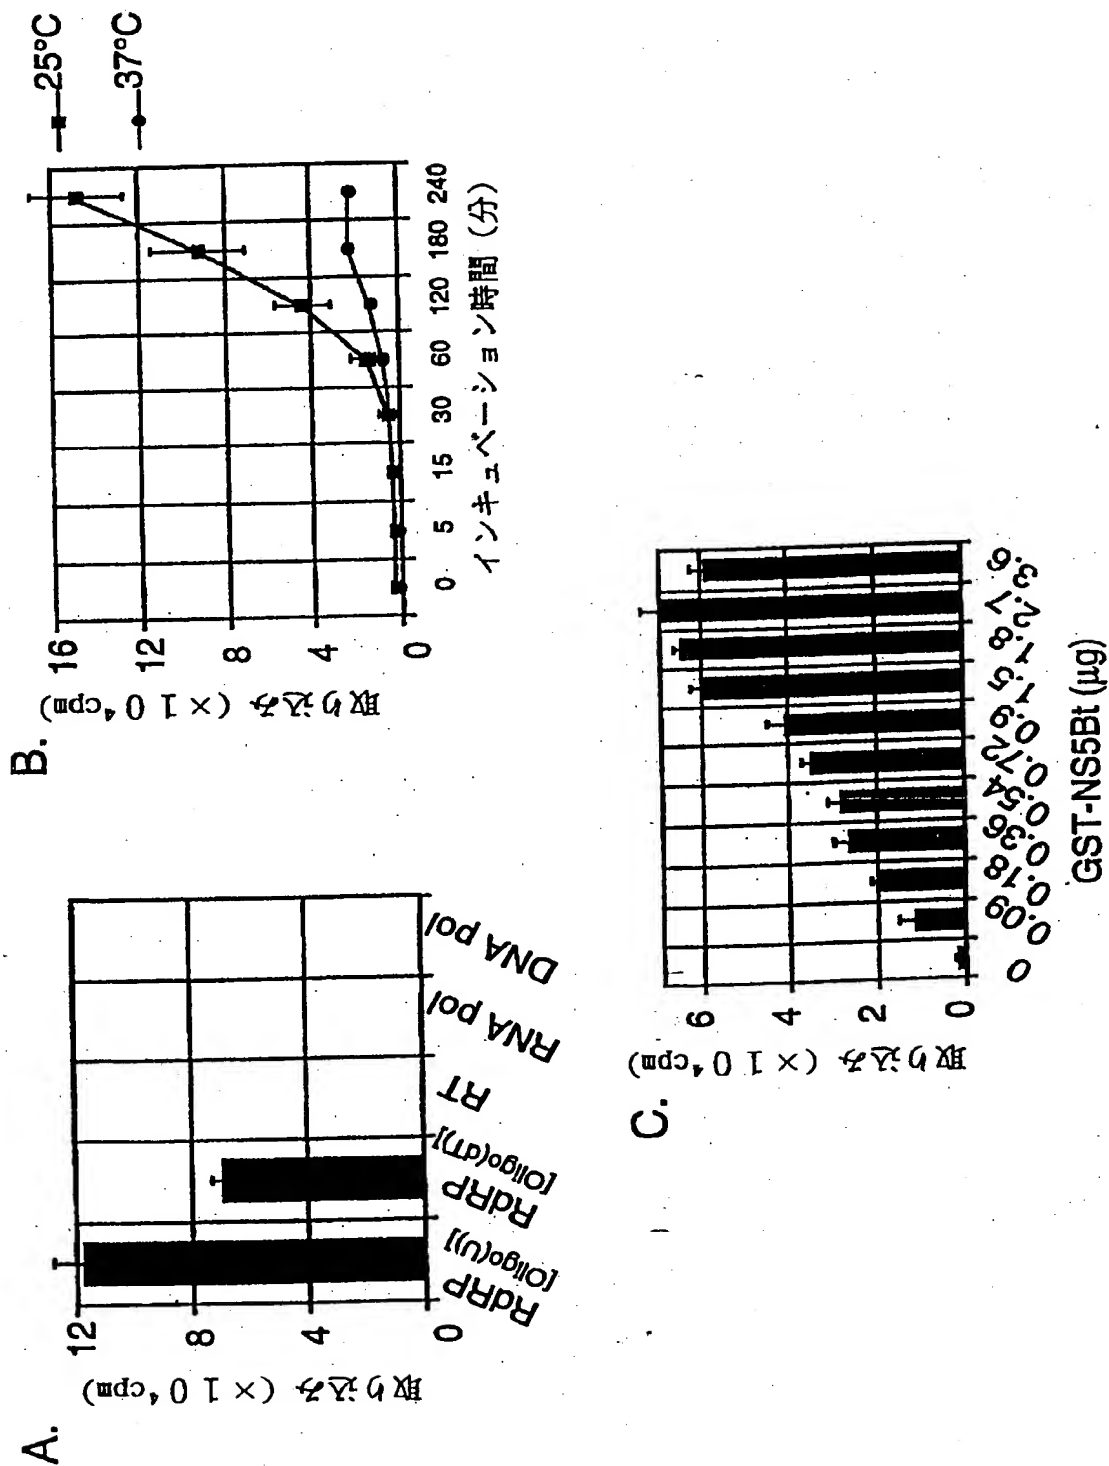 A.
取り込み (×10⁴cpm)
12
8
4
0
RdRP
[Oligo(U)]
RdRP
[Oligo(dT)]
RT
RNA pol
DNA pol
B.
取り込み (×10⁴cpm)
16
12
8
4
0
0 5 15 30 60 120 180 240
インキュベーション時間 (分)
25°C
37°C
C.
取り込み (×10⁴cpm)
6
4
2
0
0 0.09 0.18 0.36 0.54 0.72 0.9 1.5 1.8 2.7 3.6
GST-NS5Bt (μg)